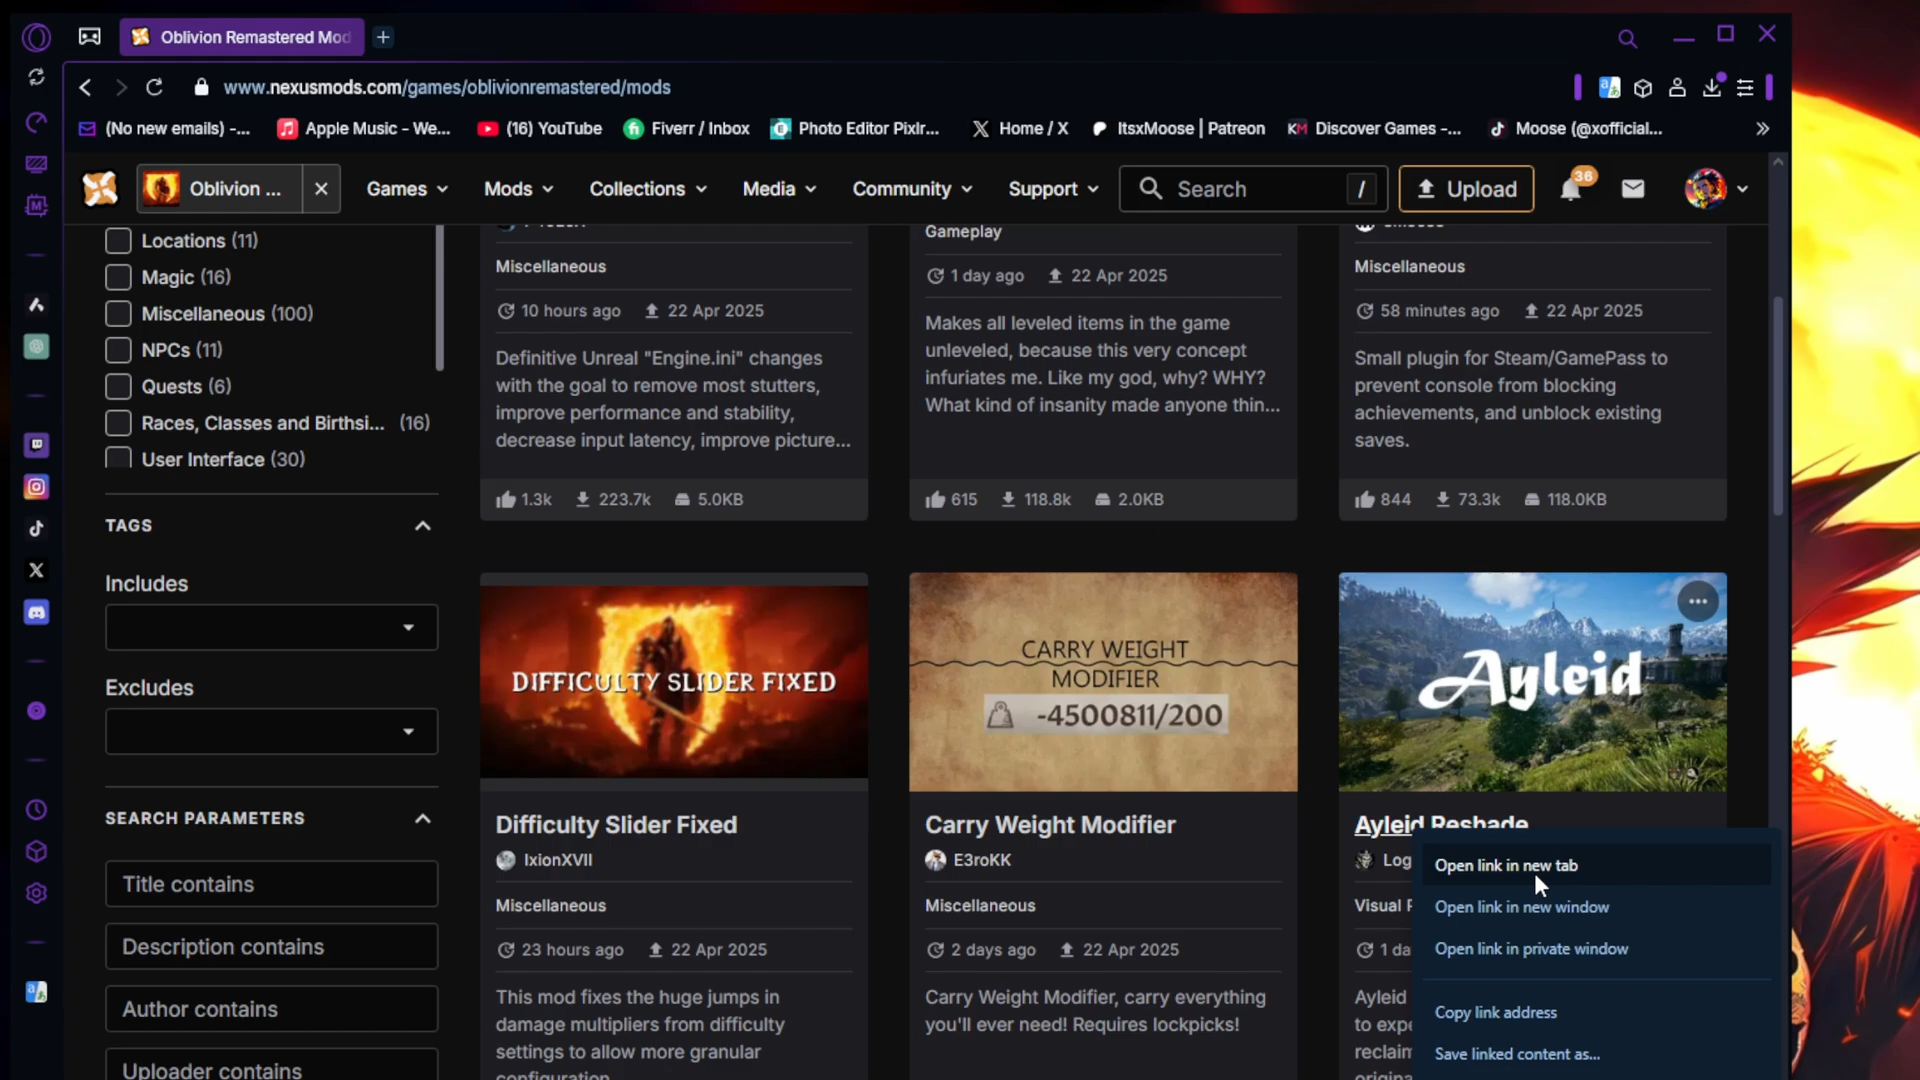 Oblivion Remastered Mod
www.nexusmods.com/games/oblivionremastered/mods
(No new emails) -...
Apple Music - We...
(16) YouTube
Fiverr / Inbox
Photo Editor Pixlr...
Home / X
ItsxMoose | Patreon
KM Discover Games -...
Moose (@xofficial...
Oblivion ...
Games
Mods
Collections
Media
Community
Support
Search
/
Upload
36
Locations (11)
Magic (16)
Miscellaneous (100)
NPCs (11)
Quests (6)
Races, Classes and Birthsi... (16)
User Interface (30)
TAGS
Includes
Excludes
SEARCH PARAMETERS
Title contains
Description contains
Author contains
Uploader contains
Miscellaneous
10 hours ago 22 Apr 2025
Definitive Unreal "Engine.ini" changes
with the goal to remove most stutters,
improve performance and stability,
decrease input latency, improve picture...
1.3k 223.7k 5.0KB
Gameplay
1 day ago 22 Apr 2025
Makes all leveled items in the game
unleveled, because this very concept
infuriates me. Like my god, why? WHY?
What kind of insanity made anyone thin...
615 118.8k 2.0KB
Miscellaneous
58 minutes ago 22 Apr 2025
Small plugin for Steam/GamePass to
prevent console from blocking
achievements, and unblock existing
saves.
844 73.3k 118.0KB
DIFFICULTY SLIDER FIXED
Difficulty Slider Fixed
IxionXVII
Miscellaneous
23 hours ago 22 Apr 2025
This mod fixes the huge jumps in
damage multipliers from difficulty
settings to allow more granular
configuration.
CARRY WEIGHT
MODIFIER
-4500811/200
Carry Weight Modifier
E3roKK
Miscellaneous
2 days ago 22 Apr 2025
Carry Weight Modifier, carry everything
you'll ever need! Requires lockpicks!
Ayleid
Ayleid Reshade
Log
Visual
1 da
Ayleid
to expe
reclaim
Open link in new tab
Open link in new window
Open link in private window
Copy link address
Save linked content as...